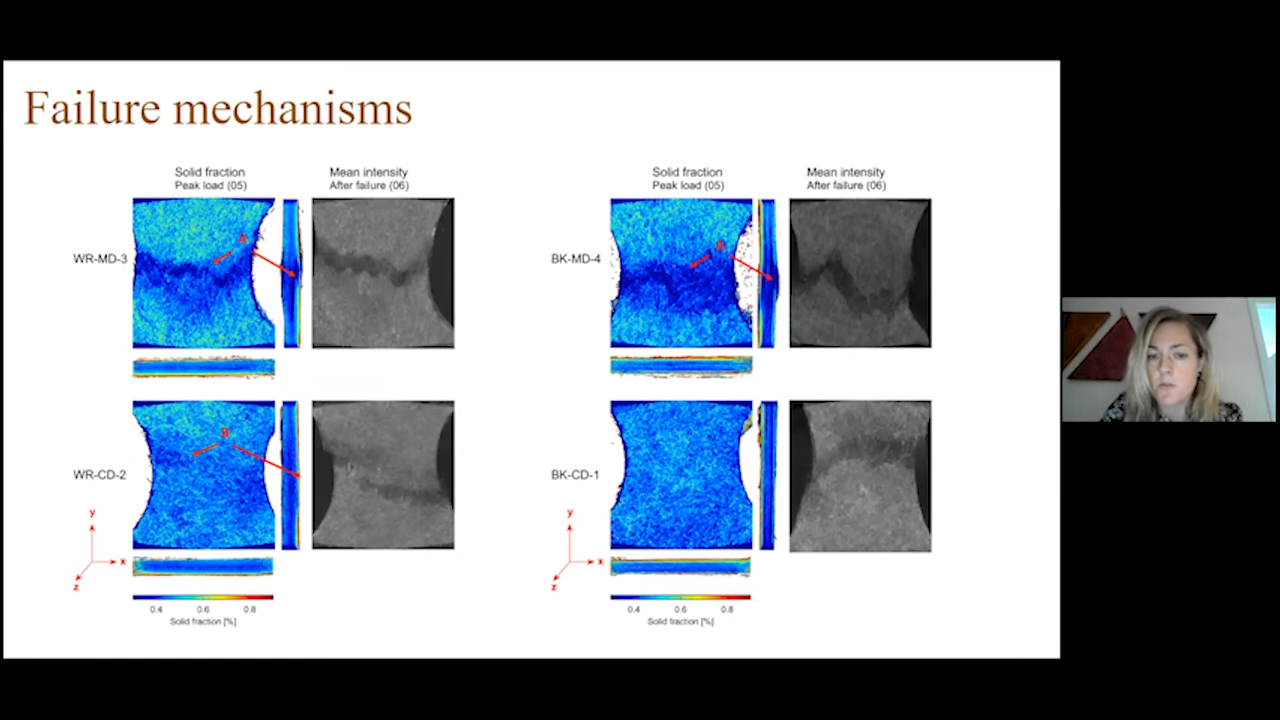 Failure mechanisms
Solid fraction
Peak load (05)
Mean intensity
After failure (06)
Solid fraction
Peak load (05)
Mean intensity
After failure (06)
WR-MD-3
A
BK-MD-4
A
WR-CD-2
B
BK-CD-1
y
x
z
y
x
z
0.4 0.6 0.8
Solid fraction [%]
0.4 0.6 0.8
Solid fraction [%]